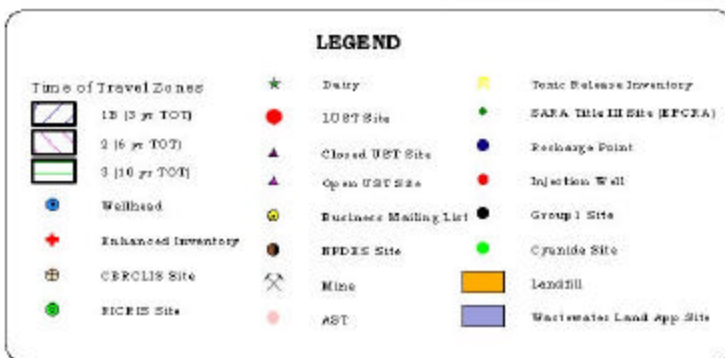 LEGEND
Time of Travel Zones
1B (3 yr TOT)
2 (6 yr TOT)
3 (10 yr TOT)
Wellhead
Enhanced Inventory
CERCLIS Site
RICRIS Site
Dairy
LUST Site
Closed UST Site
Open UST Site
Business Mailing List
NPDES Site
Mine
AST
Toxic Release Inventory
SARA Title III Site (EPCRA)
Recharge Point
Injection Well
Group 1 Site
Cyanide Site
Landfill
Wastewater Land App Site